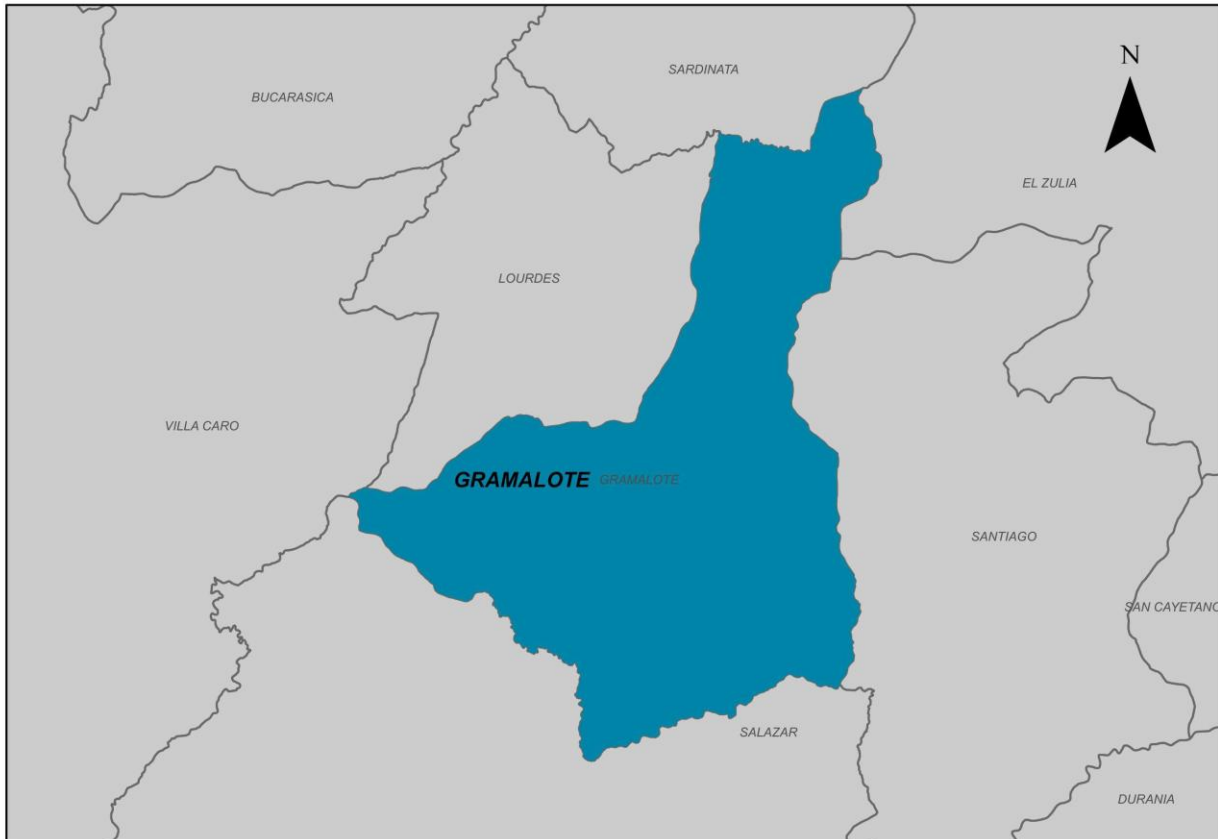 N
SARDINATA
BUCARASICA
EL ZULIA
LOURDES
VILLA CARO
GRAMALOTE GRAMALOTE
SANTIAGO
SAN CAYETANO
SALAZAR
DURANIA